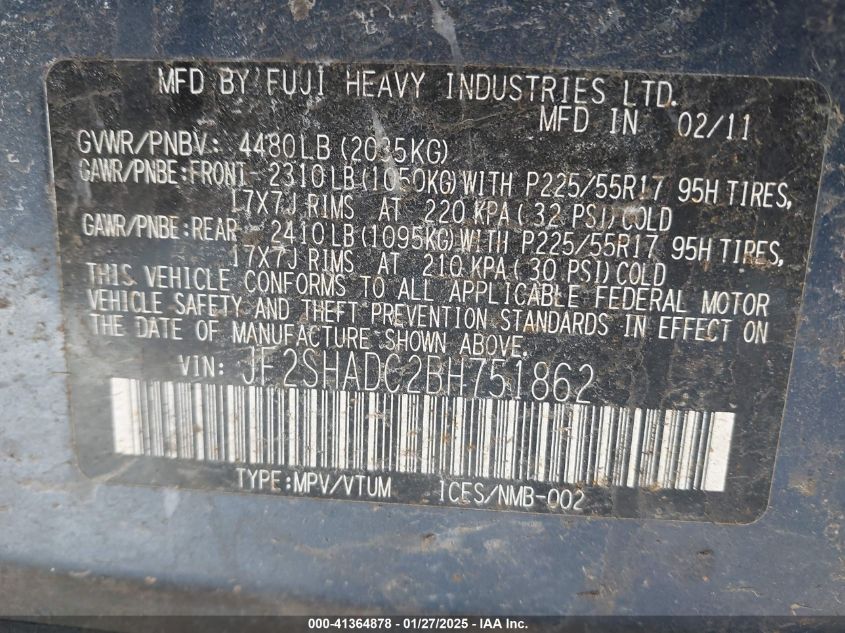 MFD BY FUJI HEAVY INDUSTRIES LTD.
MFD IN 02/11
GVWR/PNBV: 4480LB (2035KG)
GAWR/PNBE:FRONT- 2310LB(1050KG)WITH P225/55R17 95H TIRES,
17X7J RIMS AT 220 KPA( 32 PSI)COLD
GAWR/PNBE:REAR - 2410LB(1095KG)WITH P225/55R17 95H TIRES,
17X7J RIMS AT 210 KPA( 30 PSI)COLD
THIS VEHICLE CONFORMS TO ALL APPLICABLE FEDERAL MOTOR
VEHICLE SAFETY AND THEFT PREVENTION STANDARDS IN EFFECT ON
THE DATE OF MANUFACTURE SHOWN ABOVE.
VIN: JF2SHADC2BH751862
TYPE:MPV/VTUM ICES/NMB-002
000-41364878 - 01/27/2025 - IAA Inc.